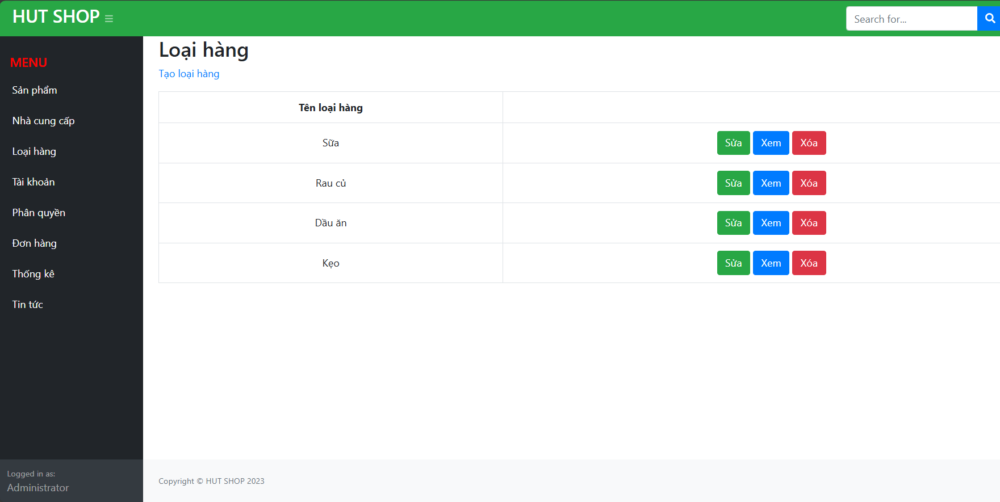 HUT SHOP
Search for...
MENU
Sản phẩm
Nhà cung cấp
Loại hàng
Tài khoản
Phân quyền
Đơn hàng
Thống kê
Tin tức
Logged in as:
Administrator
Loại hàng
Tạo loại hàng
Tên loại hàng
Sữa Sửa Xem Xóa
Rau củ Sửa Xem Xóa
Dầu ăn Sửa Xem Xóa
Kẹo Sửa Xem Xóa
Copyright © HUT SHOP 2023